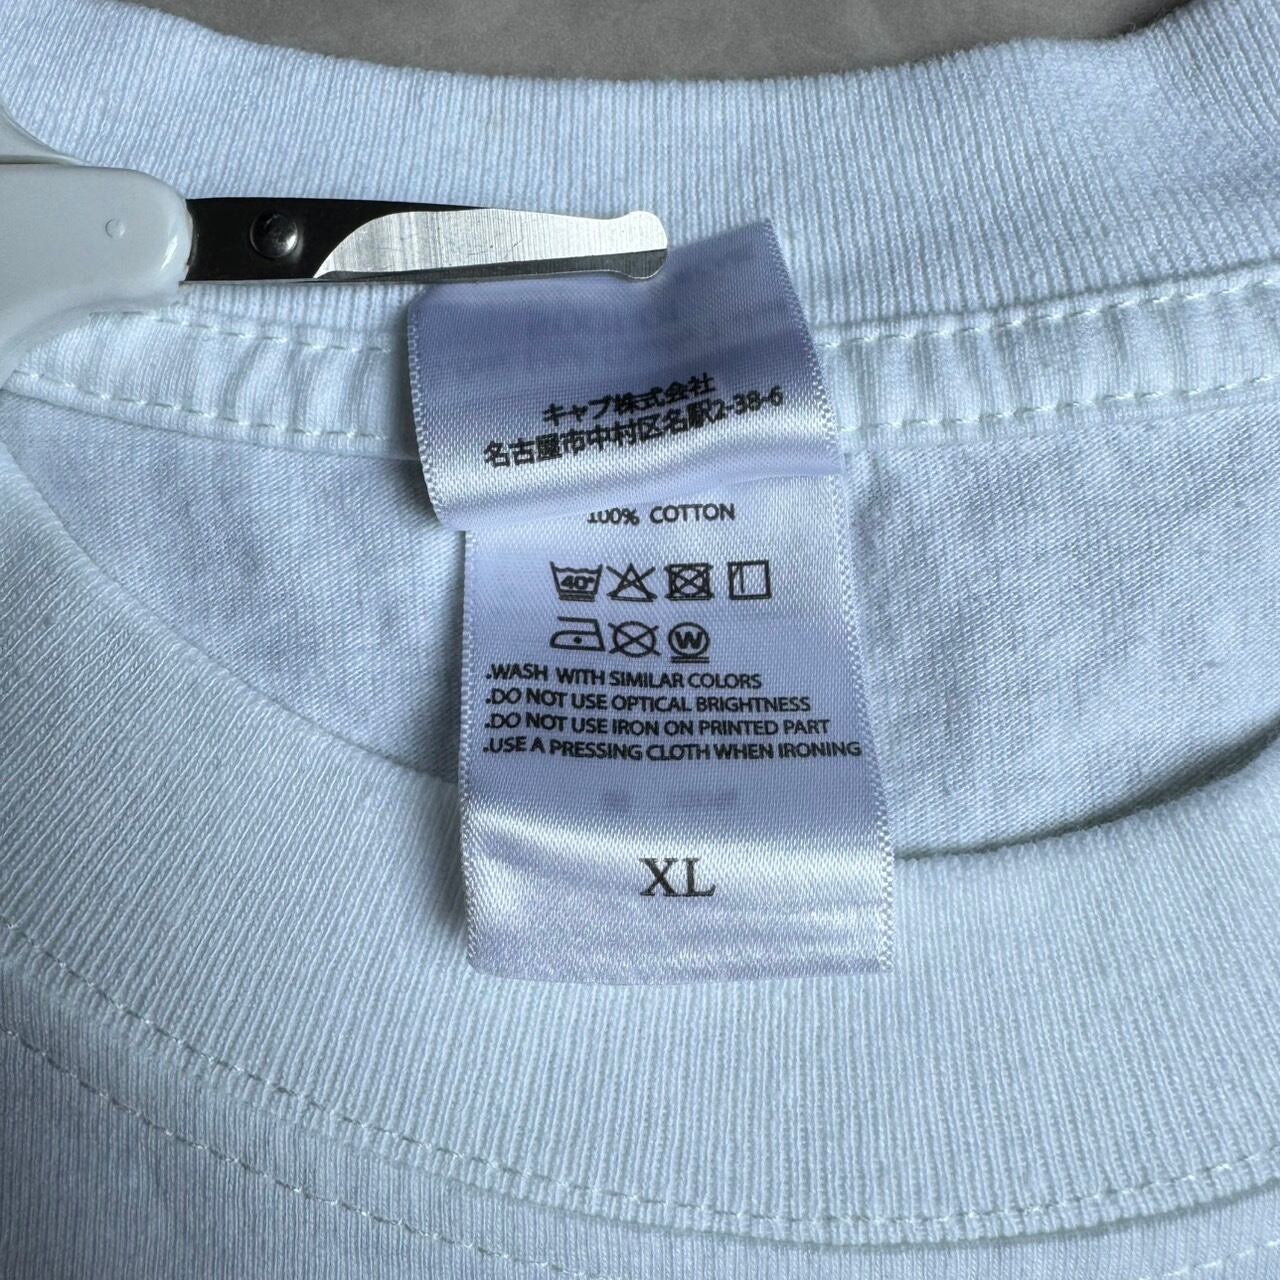 キャブ株式会社
名古屋市中村区名駅2-38-6
100% COTTON
40°
W
.WASH WITH SIMILAR COLORS
.DO NOT USE OPTICAL BRIGHTNESS
.DO NOT USE IRON ON PRINTED PART
.USE A PRESSING CLOTH WHEN IRONING
XL